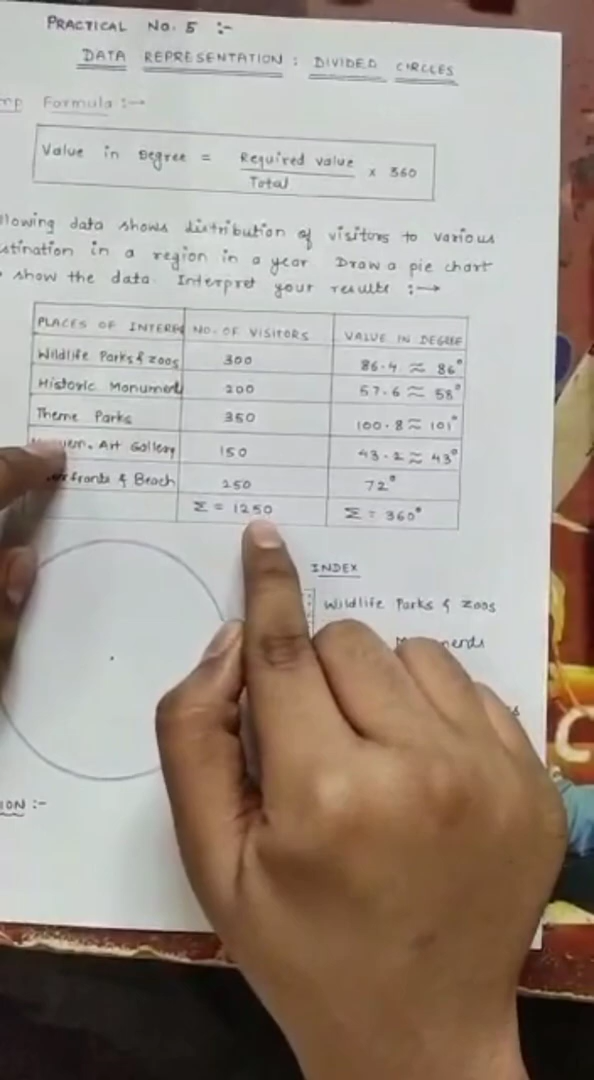 PRACTICAL No. 5 :-
DATA REPRESENTATION : DIVIDED CIRCLES
Formula :→
Value in Degree = Required value / Total × 360
llowing data shows distribution of visitors to various
stination in a region in a year Draw a pie chart
show the data. Interpret your results :→
PLACES OF INTERES NO. OF VISITORS VALUE IN DEGREE
Wildlife Parks & zoos 300 86.4 ≈ 86°
Historic Monument 200 57.6 ≈ 58°
Theme Parks 350 100.8 ≈ 101°
Art Gallery 150 43.2 ≈ 43°
fronts & Beach 250 72°
Σ = 1250 Σ = 360°
INDEX
Wildlife Parks & zoos
ION :-